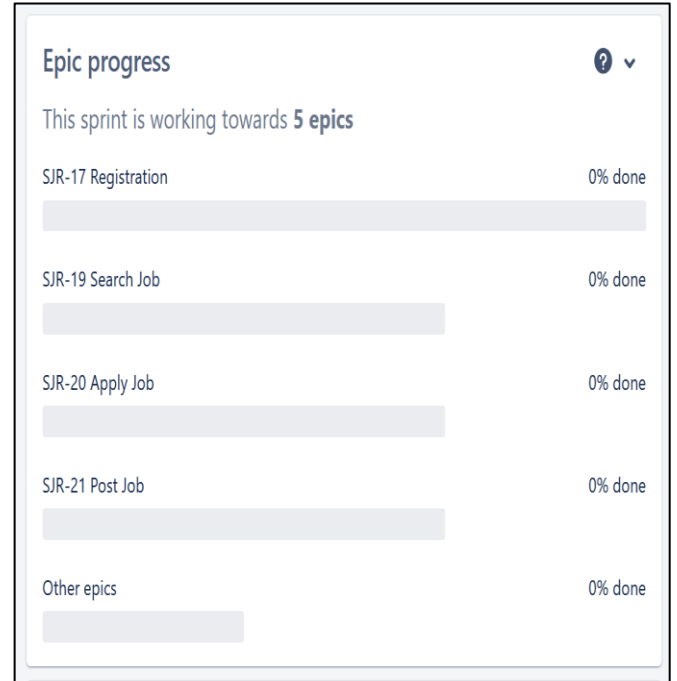 Epic progress
?
This sprint is working towards 5 epics
SJR-17 Registration 0% done
SJR-19 Search Job 0% done
SJR-20 Apply Job 0% done
SJR-21 Post Job 0% done
Other epics 0% done